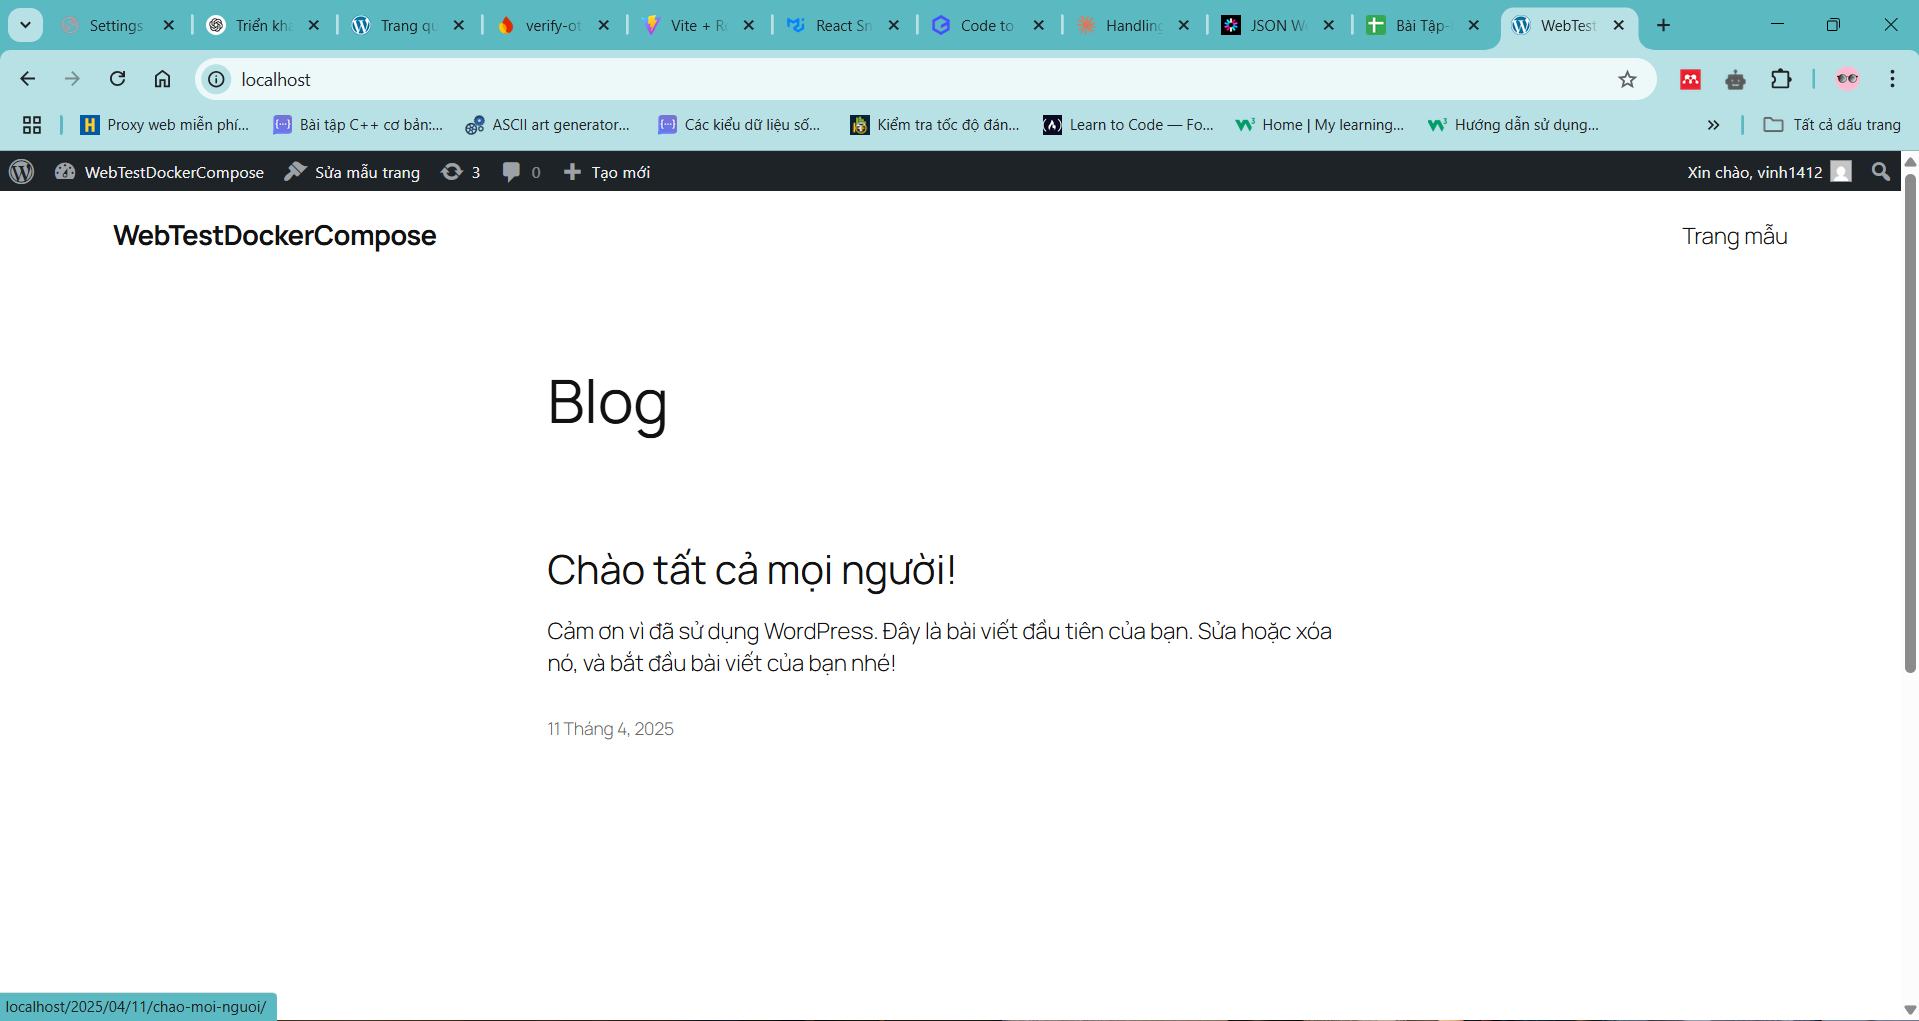 Settings
Triển kha
Trang qu
verify-ot
Vite + Re
React Sn
Code to
Handling
JSON W
Bài Tập-
WebTest
localhost
Proxy web miễn phí...
Bài tập C++ cơ bản:...
ASCII art generator...
Các kiểu dữ liệu số...
Kiểm tra tốc độ đán...
Learn to Code — Fo...
Home | My learning...
Hướng dẫn sử dụng...
Tất cả dấu trang
WebTestDockerCompose
Sửa mẫu trang
3
0
Tạo mới
Xin chào, vinh1412
WebTestDockerCompose
Trang mẫu
Blog
Chào tất cả mọi người!
Cảm ơn vì đã sử dụng WordPress. Đây là bài viết đầu tiên của bạn. Sửa hoặc xóa
nó, và bắt đầu bài viết của bạn nhé!
11 Tháng 4, 2025
localhost/2025/04/11/chao-moi-nguoi/